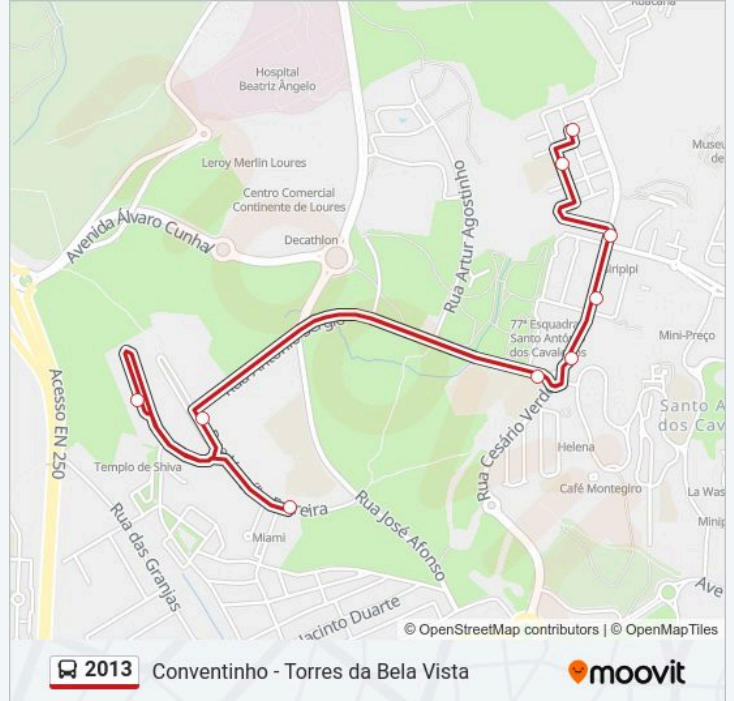 Hospital
Beatriz Ângelo
Museu
de
Leroy Merlin Loures
Centro Comercial
Continente de Loures
Rua Artur Agostinho
Avenida Álvaro Cunhal
Decathlon
77ª Esquadra
Santo
dos
Mini-Preço
Acesso EN 250
Santo A
dos Cav
Rua Cesário Verde
Helena
Templo de Shiva
Café Montegiro
La Was
Rua das Granjas
Miami
Rua José Afonso
Minip
Jacinto Duarte
Ave
© OpenStreetMap contributors | © OpenMapTiles
2013 Conventinho - Torres da Bela Vista
moovit